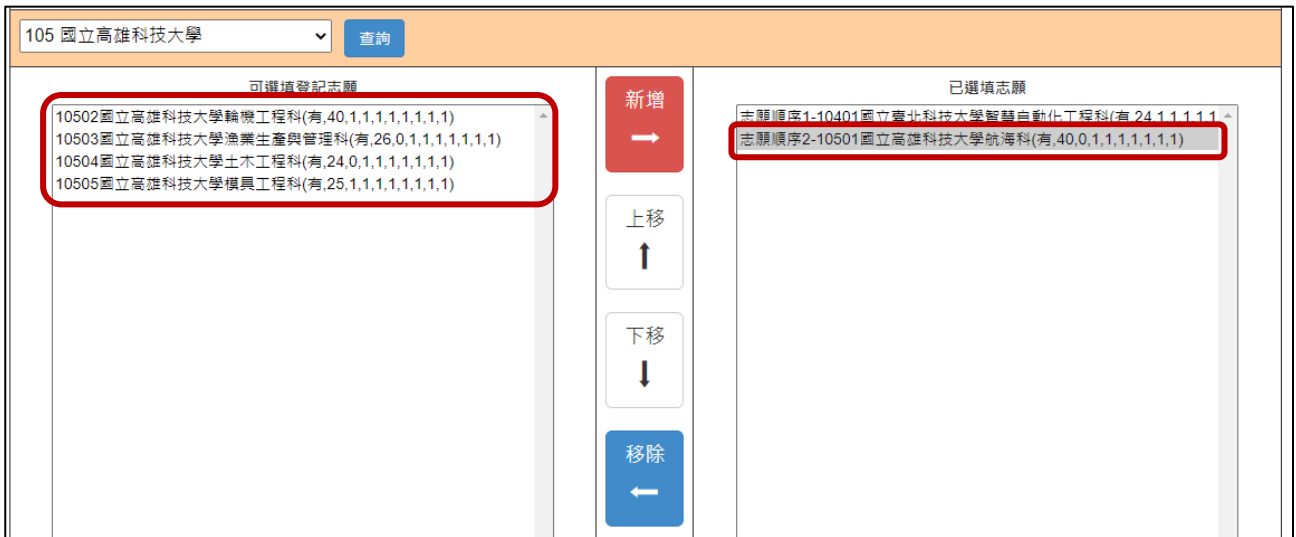 105 國立高雄科技大學
查詢
可選填登記志願
10502國立高雄科技大學輪機工程科(有,40,1,1,1,1,1,1,1,1)
10503國立高雄科技大學漁業生產與管理科(有,26,0,1,1,1,1,1,1,1)
10504國立高雄科技大學土木工程科(有,24,0,1,1,1,1,1,1,1)
10505國立高雄科技大學模具工程科(有,25,1,1,1,1,1,1,1,1)
新增
上移
下移
移除
已選填志願
志願順序1-10401國立臺北科技大學智慧自動化工程科(有,24,1,1,1,1,1
志願順序2-10501國立高雄科技大學航海科(有,40,0,1,1,1,1,1,1,1)